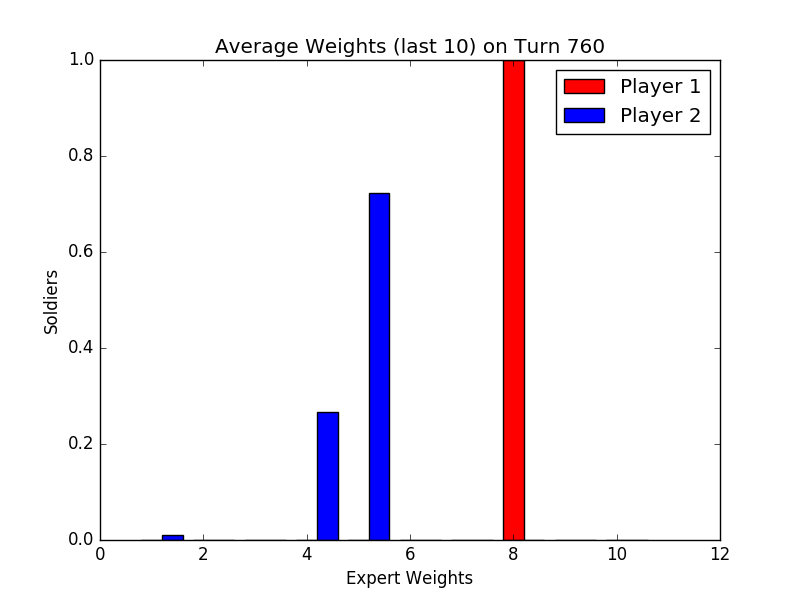 Average Weights (last 10) on Turn 760
Player 1
Player 2
1.0
0.8
0.6
0.4
0.2
0.0
Soldiers
0 2 4 6 8 10 12
Expert Weights